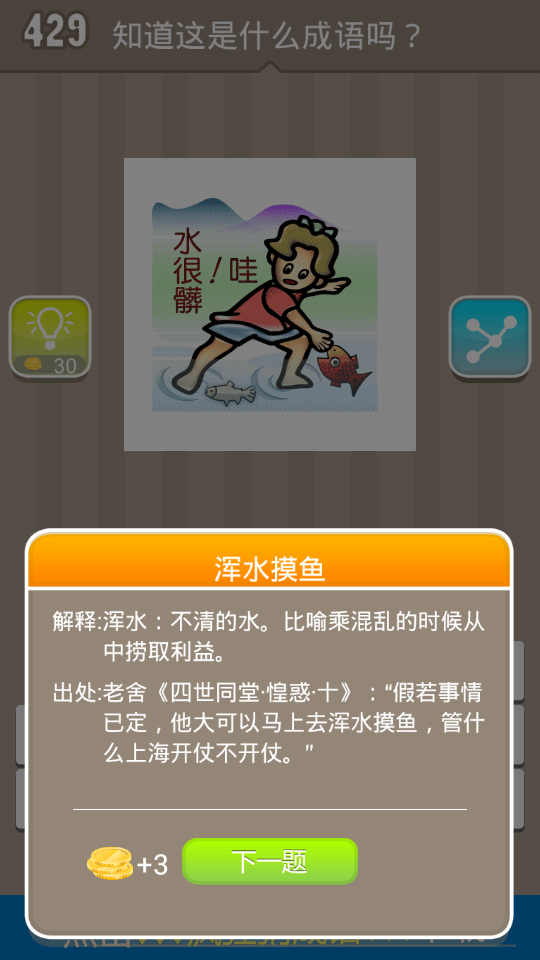 429 知道这是什么成语吗？
水很髒！哇
30
浑水摸鱼
解释:浑水：不清的水。比喻乘混乱的时候从
中捞取利益。
出处:老舍《四世同堂·惶惑·十》：“假若事情
已定，他大可以马上去浑水摸鱼，管什
么上海开仗不开仗。”
+3 下一题